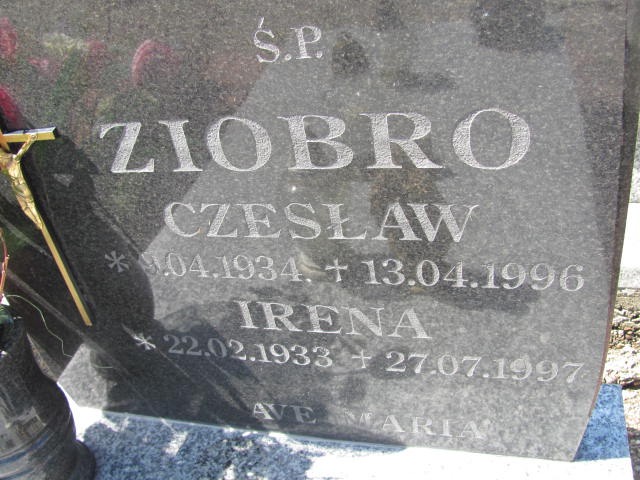 Ś.P.
ZIOBRO
CZESŁAW
* 9.04.1934. + 13.04.1996
IRENA
* 22.02.1933 + 27.07.1997
AVE MARIA